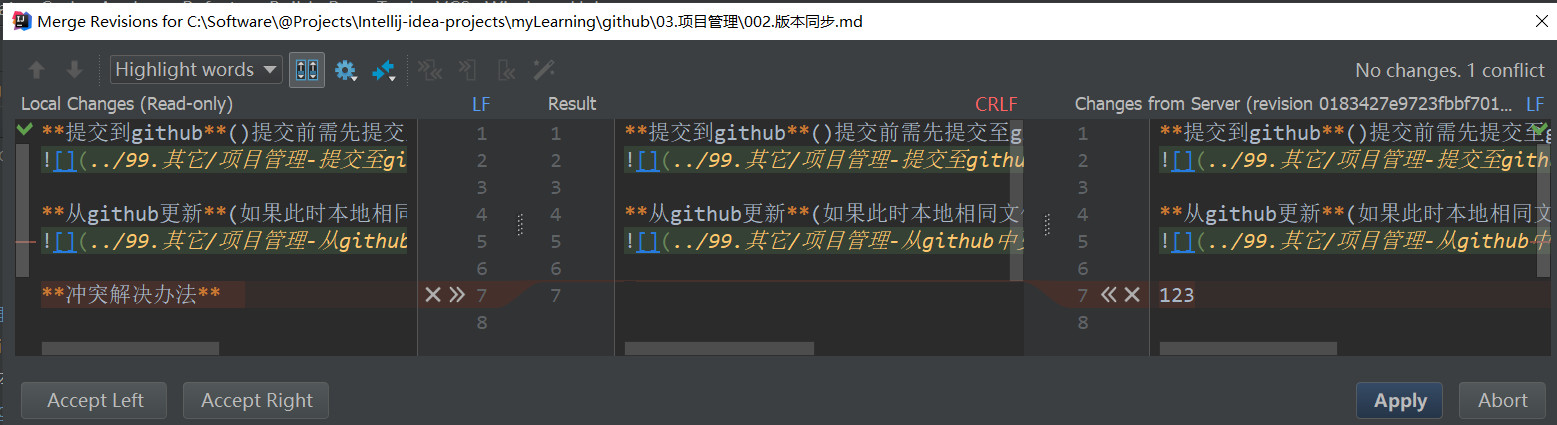 Merge Revisions for C:\Software\@Projects\Intellij-idea-projects\myLearning\github\03.项目管理\002.版本同步.md
Highlight words
No changes. 1 conflict
Local Changes (Read-only)
LF
Result
CRLF
Changes from Server (revision 0183427e9723fbbf701...
LF
**提交到github**()提交前需先提交 1
![](../99.其它/项目管理-提交至gi 2
3
**从github更新**(如果此时本地相同 4
![](../99.其它/项目管理-从github 5
6
**冲突解决办法** 7
8
1 **提交到github**()提交前需先提交至g
2 ![](../99.其它/项目管理-提交至githu
3
4 **从github更新**(如果此时本地相同文
5 ![](../99.其它/项目管理-从github中
6
7
1 **提交到github**()提交前需先提交至g
2 ![](../99.其它/项目管理-提交至gith
3
4 **从github更新**(如果此时本地相同文
5 ![](../99.其它/项目管理-从github中
6
7 123
8
Accept Left
Accept Right
Apply
Abort